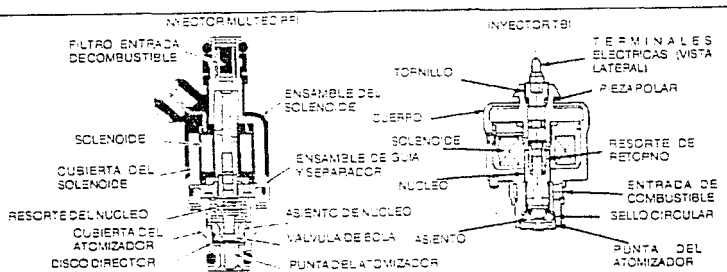 INYECTOR MULTEC PFI
FILTRO ENTRADA
DE COMBUSTIBLE
ENSAMBLE DEL
SOLENOIDE
SOLENOIDE
CUBIERTA DEL
SOLENOIDE
ENSAMBLE DE GUIA
Y SEPARADOR
RESORTE DEL NUCLEO
ASIENTO DE NUCLEO
CUBIERTA DEL
ATOMIZADOR
VALVULA DE BOLA
DISCO DIRECTOR
PUNTA DEL ATOMIZADOR
INYECTOR TBI
TERMINALES
ELECTRICAS (VISTA
LATERAL)
TORNILLO
PIEZA POLAR
CUERPO
SOLENOIDE
RESORTE DE
RETORNO
NUCLEO
ENTRADA DE
COMBUSTIBLE
SELLO CIRCULAR
ASIENTO
PUNTA DEL
ATOMIZADOR